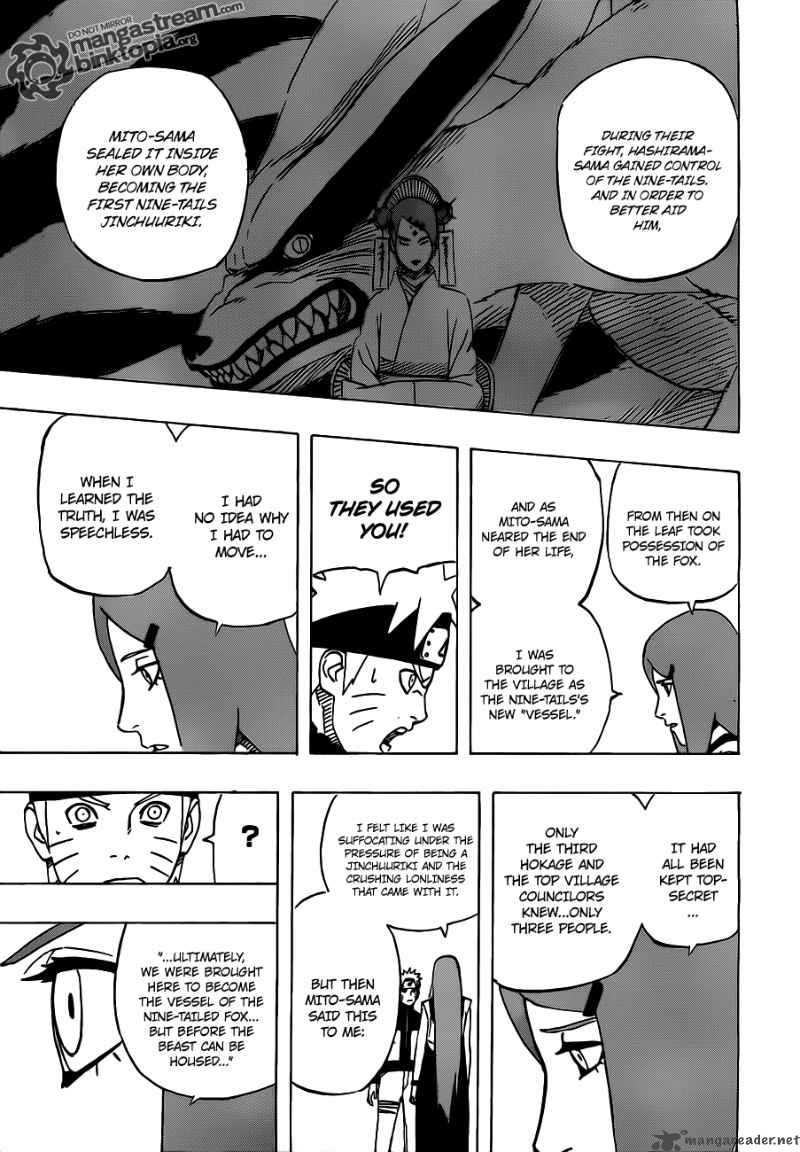 DO NOT MIRROR
mangastream.com
binktopia.org
DURING THEIR
FIGHT, HASHIRAMA-
SAMA GAINED CONTROL
OF THE NINE-TAILS.
AND IN ORDER TO
BETTER AID
HIM,
MITO-SAMA
SEALED IT INSIDE
HER OWN BODY,
BECOMING THE
FIRST NINE-TAILS
JINCHUURIKI.
FROM THEN ON
THE LEAF TOOK
POSSESSION OF
THE FOX.
AND AS
MITO-SAMA
NEARED THE END
OF HER LIFE,
I WAS
BROUGHT TO
THE VILLAGE AS
THE NINE-TAILS'S
NEW "VESSEL."
SO
THEY USED
YOU!
I HAD
NO IDEA WHY
I HAD TO
MOVE...
WHEN I
LEARNED THE
TRUTH, I WAS
SPEECHLESS.
IT HAD
ALL BEEN
KEPT TOP-
SECRET
...
ONLY
THE THIRD
HOKAGE AND
THE TOP VILLAGE
COUNCILORS
KNEW...ONLY
THREE PEOPLE.
I FELT LIKE I WAS
SUFFOCATING UNDER THE
PRESSURE OF BEING A
JINCHUURIKI AND THE
CRUSHING LONLINESS
THAT CAME WITH IT.
BUT THEN
MITO-SAMA
SAID THIS
TO ME:
?
"...ULTIMATELY,
WE WERE BROUGHT
HERE TO BECOME
THE VESSEL OF THE
NINE-TAILED FOX...
BUT BEFORE THE
BEAST CAN BE
HOUSED..."
mangareader.net